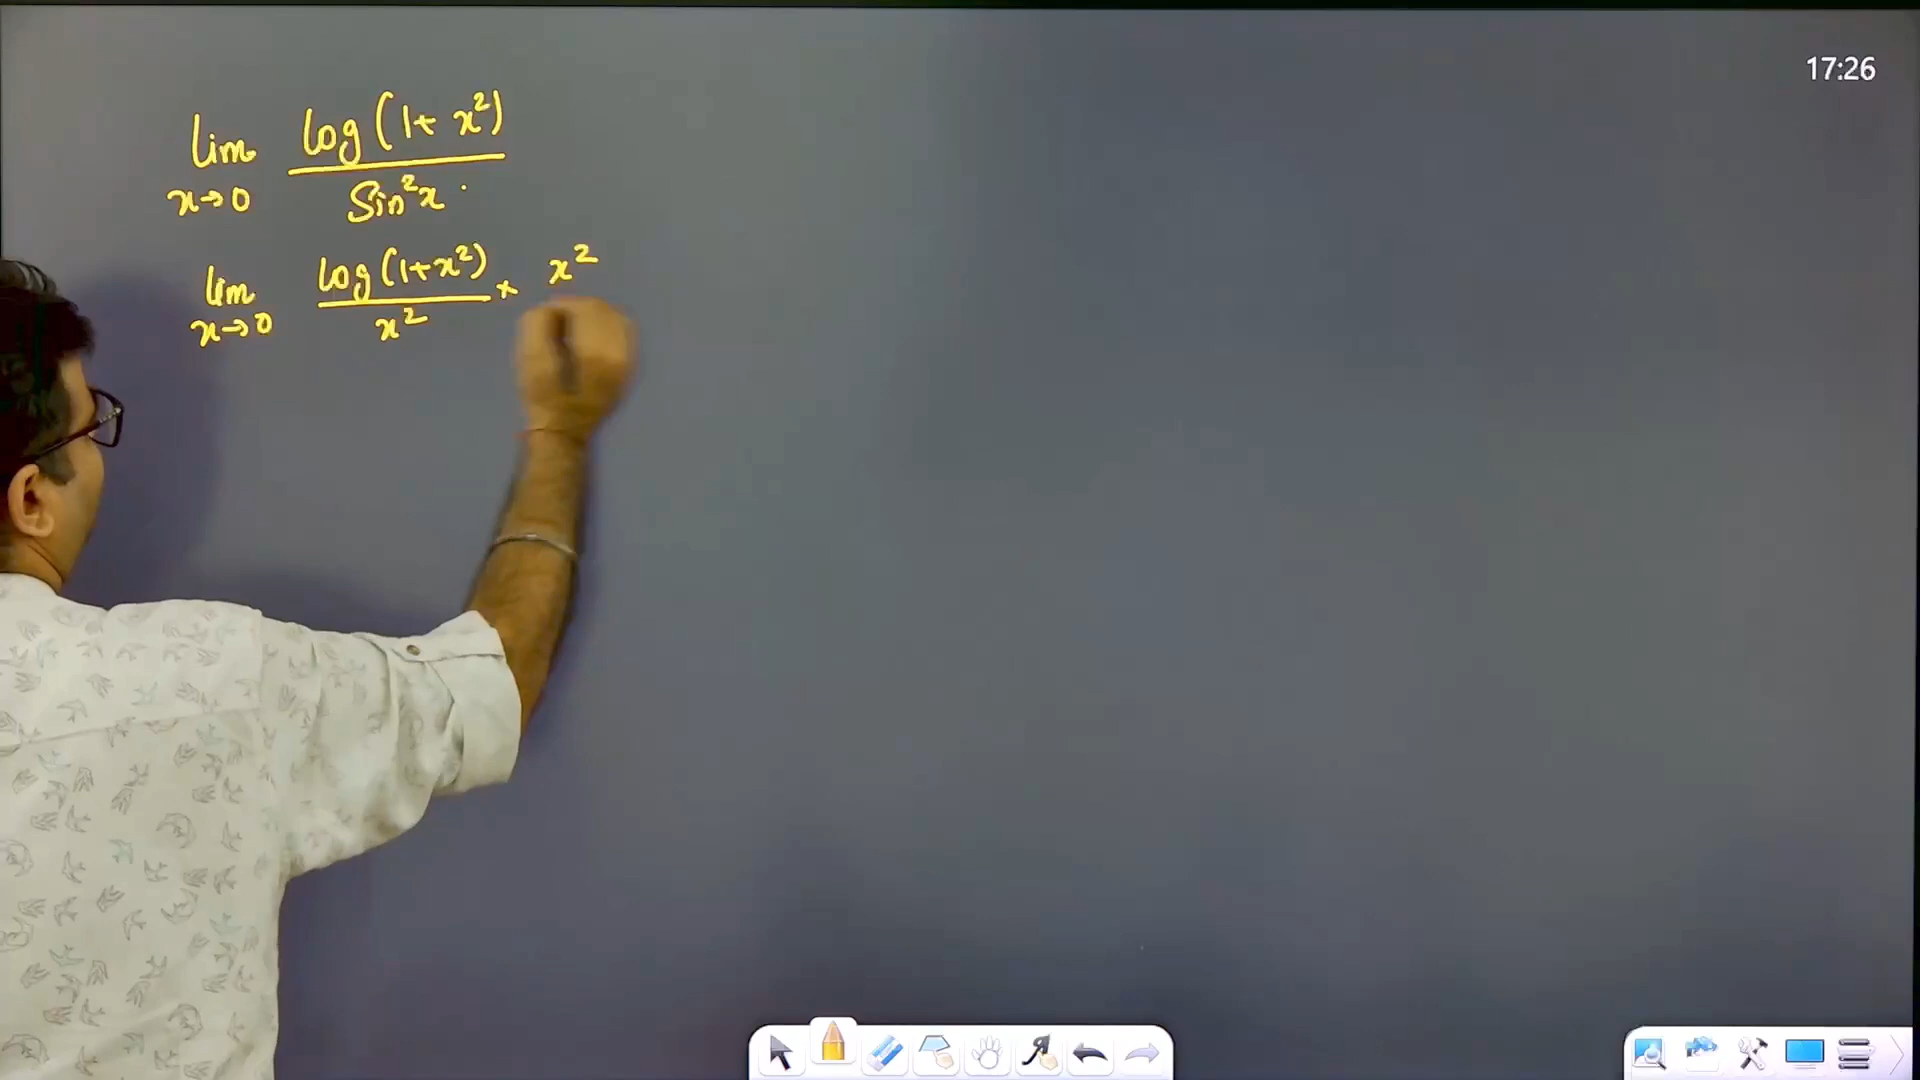 17:26
lim x→0 log(1+x²) / Sin²x
lim x→0 log(1+x²) / x² × x²